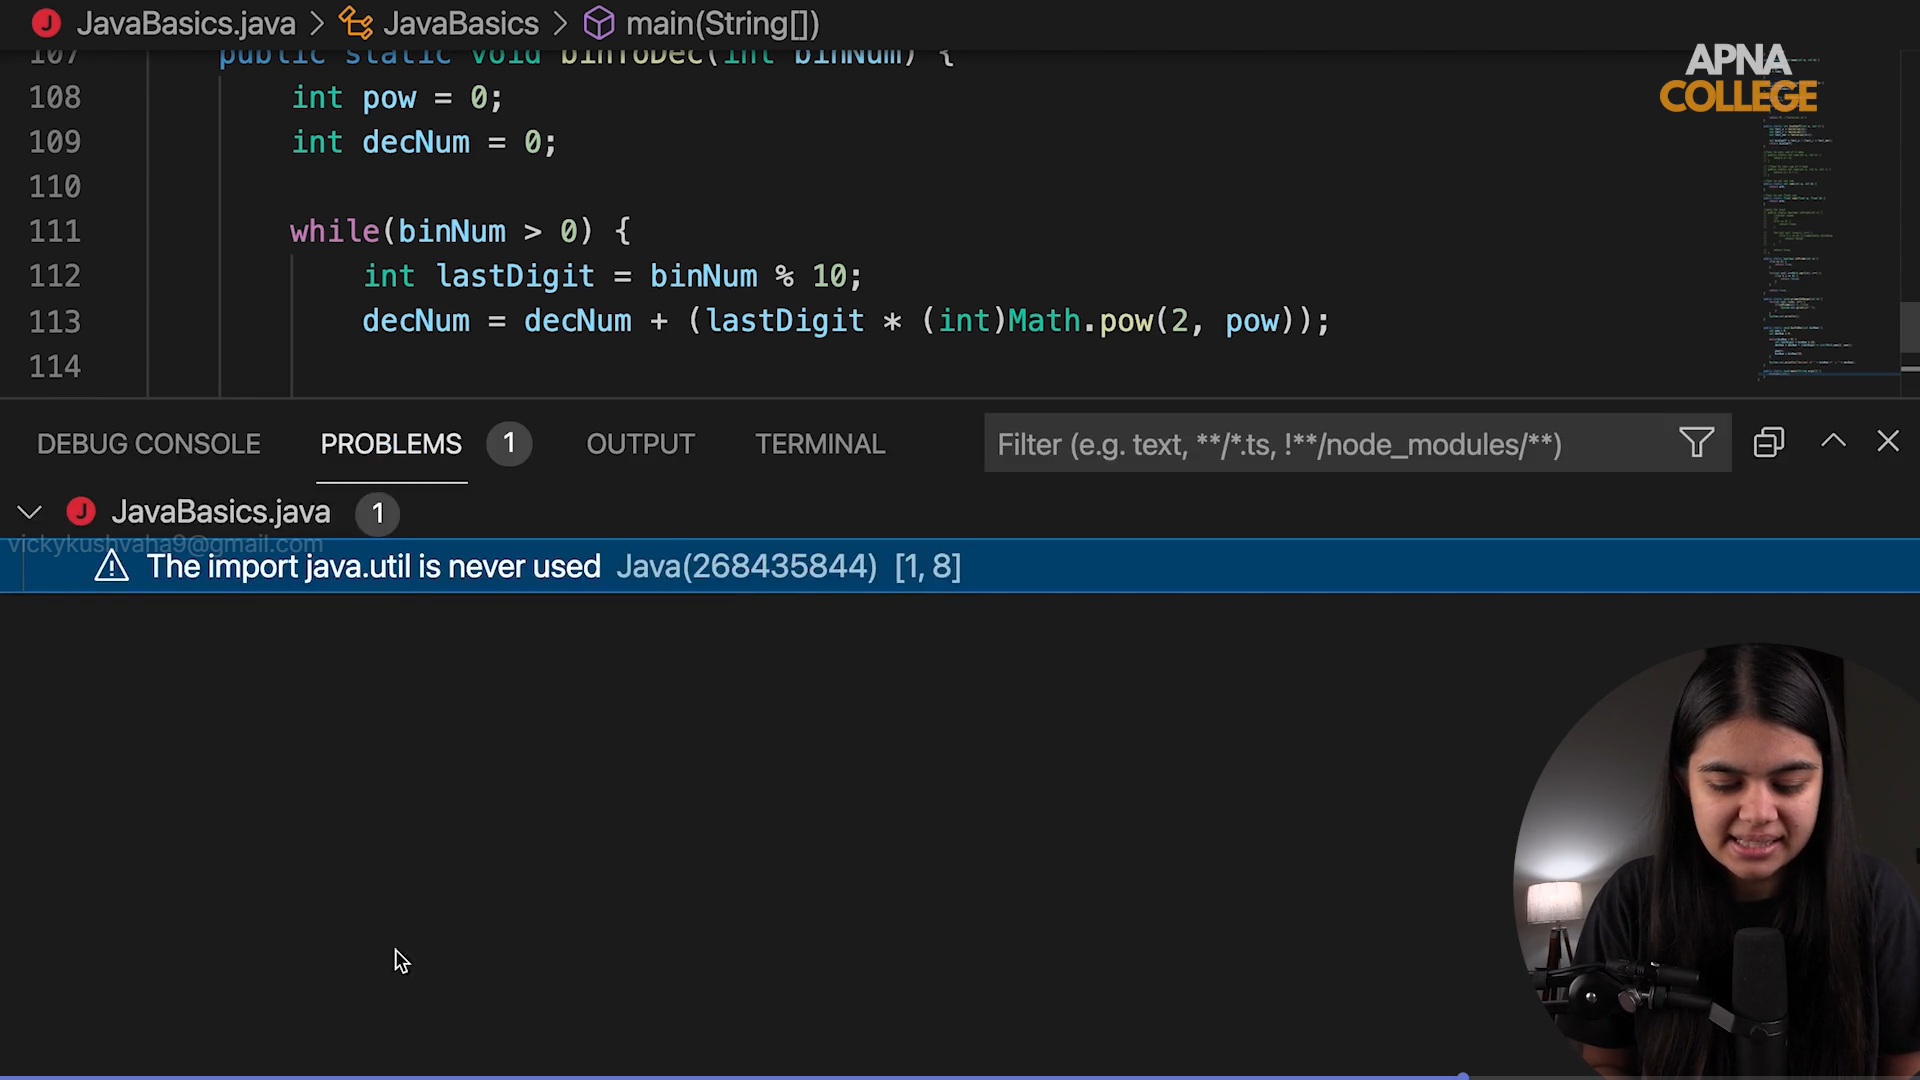 JavaBasics.java > JavaBasics > main(String[])
APNA
COLLEGE
107 public static void binToDec(int binNum) {
108 int pow = 0;
109 int decNum = 0;
110
111 while(binNum > 0) {
112 int lastDigit = binNum % 10;
113 decNum = decNum + (lastDigit * (int)Math.pow(2, pow));
114
DEBUG CONSOLE PROBLEMS 1 OUTPUT TERMINAL Filter (e.g. text, **/*.ts, !**/node_modules/**)
JavaBasics.java 1
vickykushvaha9@gmail.com
The import java.util is never used Java(268435844) [1, 8]